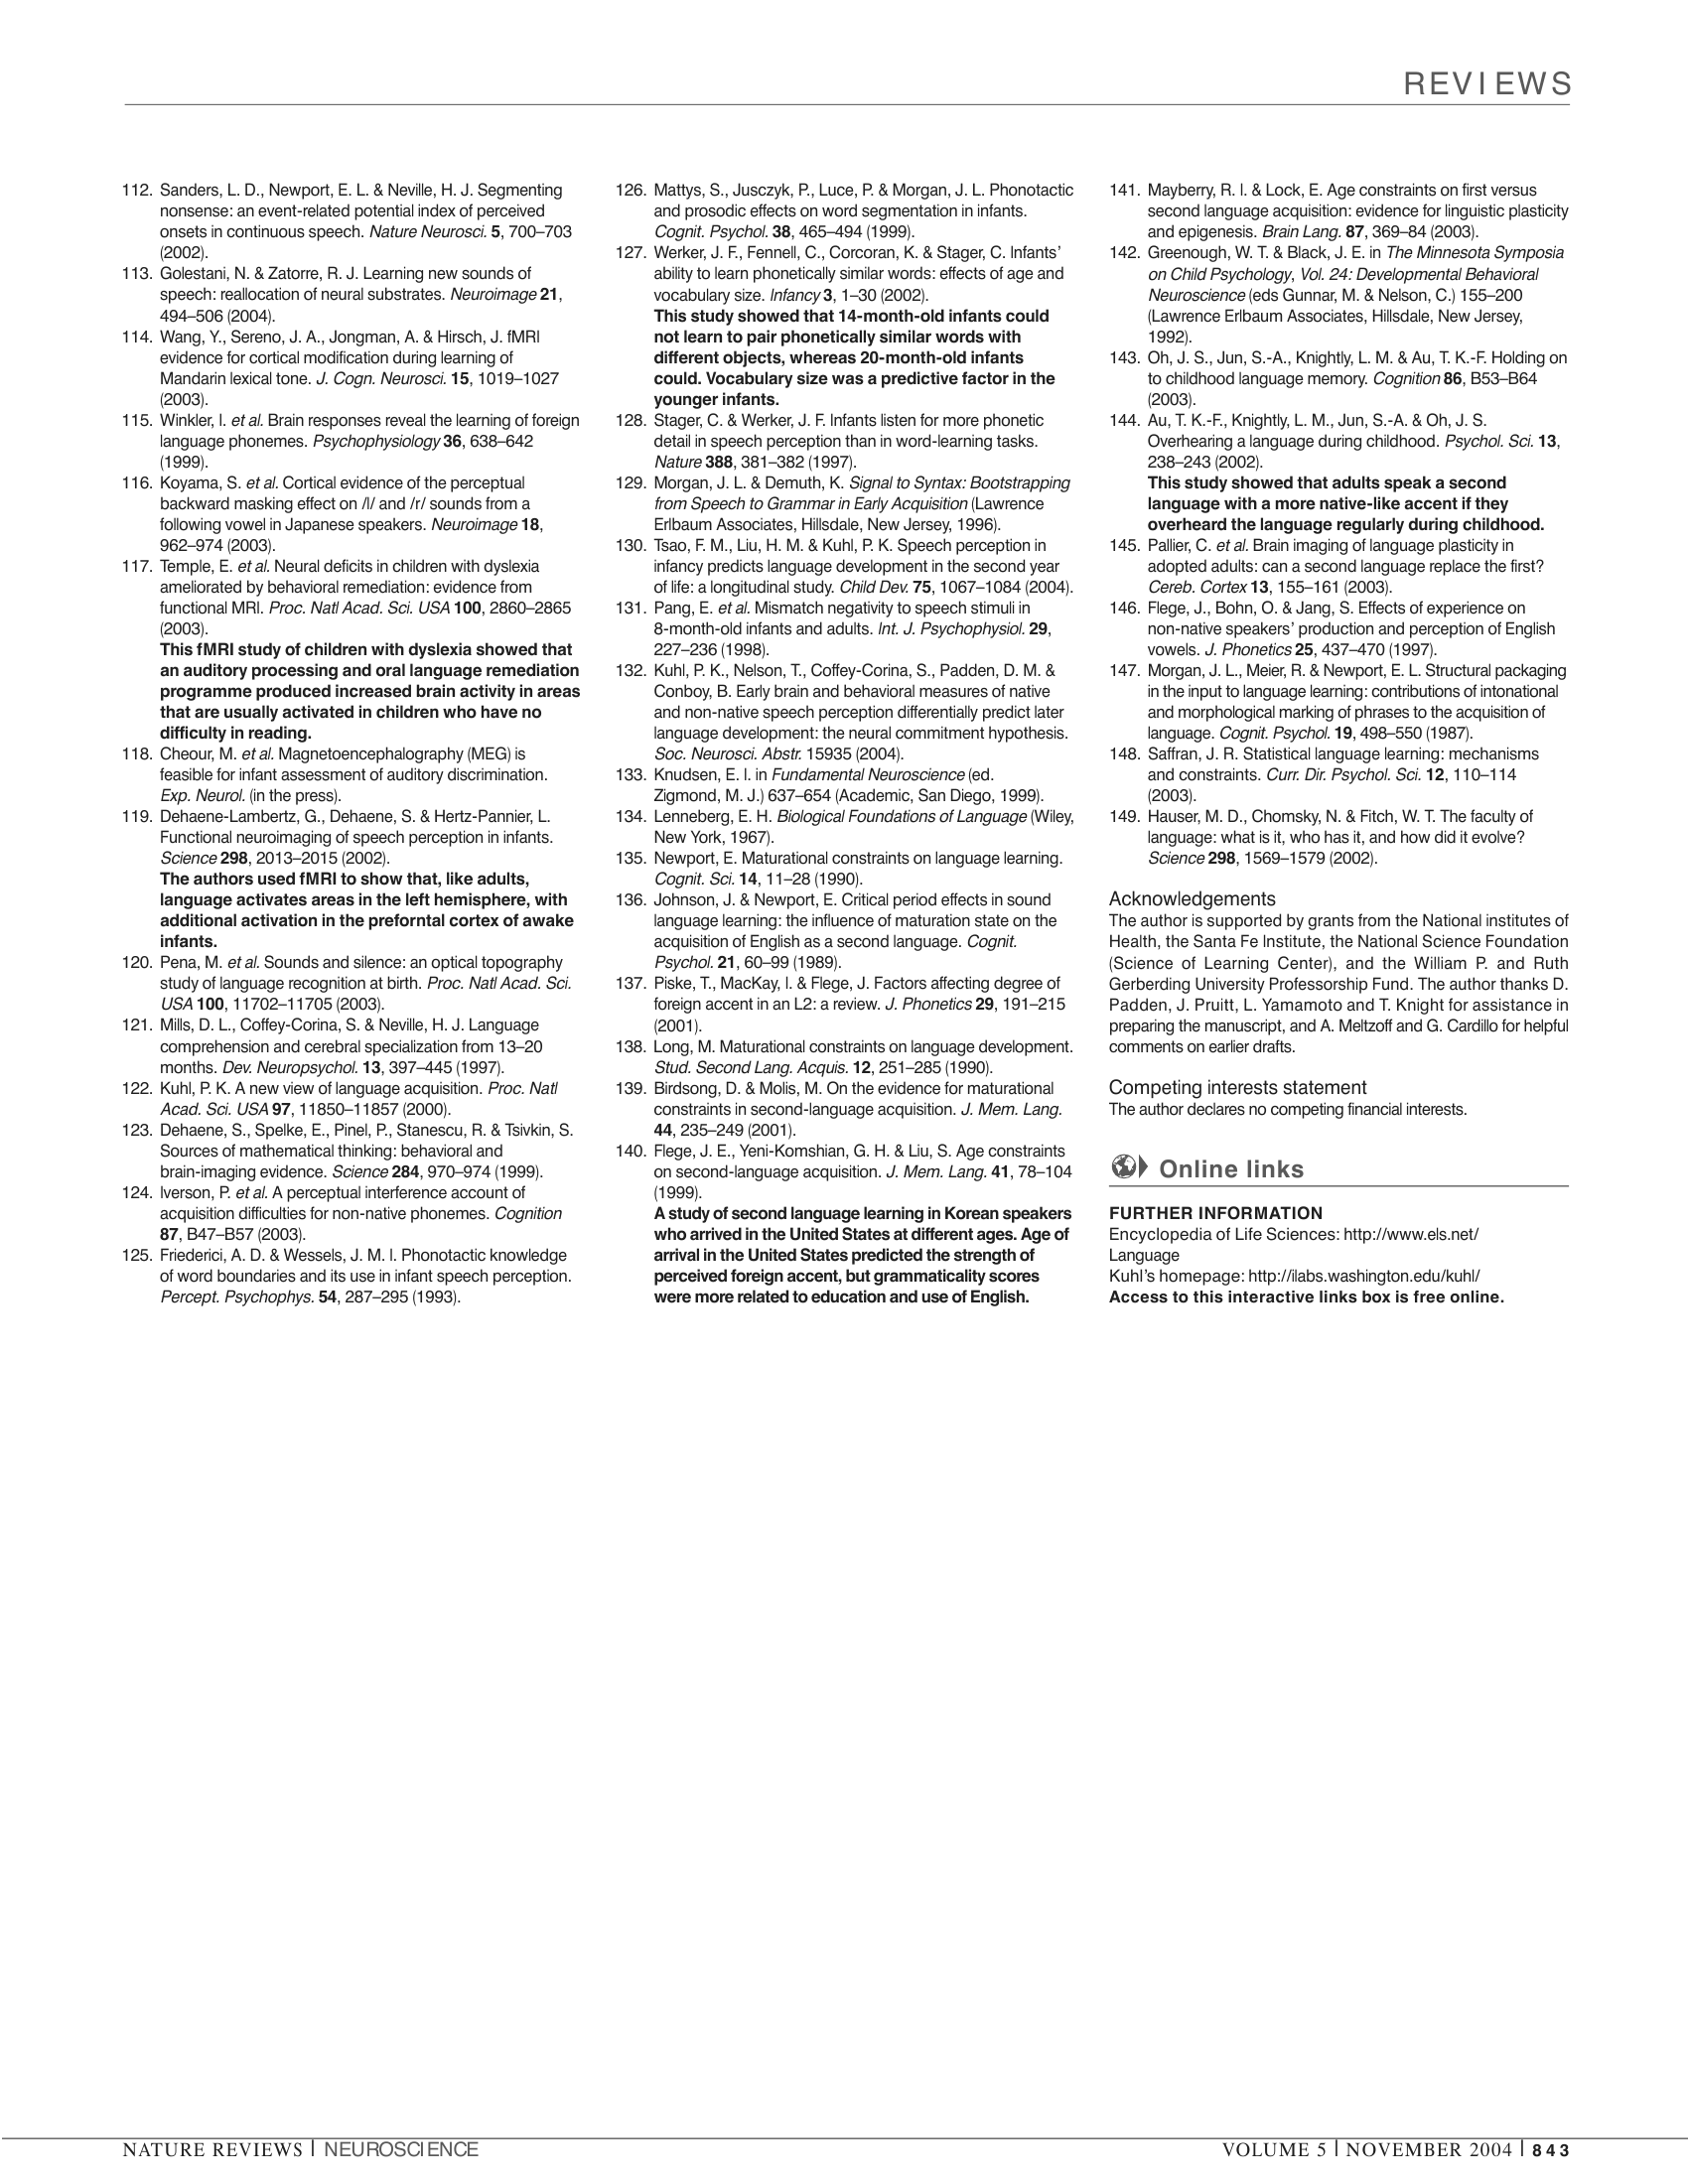 REVIEWS
112. Sanders, L. D., Newport, E. L. & Neville, H. J. Segmenting
nonsense: an event-related potential index of perceived
onsets in continuous speech. Nature Neurosci. 5, 700–703
(2002).
113. Golestani, N. & Zatorre, R. J. Learning new sounds of
speech: reallocation of neural substrates. Neuroimage 21,
494–506 (2004).
114. Wang, Y., Sereno, J. A., Jongman, A. & Hirsch, J. fMRI
evidence for cortical modification during learning of
Mandarin lexical tone. J. Cogn. Neurosci. 15, 1019–1027
(2003).
115. Winkler, I. et al. Brain responses reveal the learning of foreign
language phonemes. Psychophysiology 36, 638–642
(1999).
116. Koyama, S. et al. Cortical evidence of the perceptual
backward masking effect on /l/ and /r/ sounds from a
following vowel in Japanese speakers. Neuroimage 18,
962–974 (2003).
117. Temple, E. et al. Neural deficits in children with dyslexia
ameliorated by behavioral remediation: evidence from
functional MRI. Proc. Natl Acad. Sci. USA 100, 2860–2865
(2003).
This fMRI study of children with dyslexia showed that
an auditory processing and oral language remediation
programme produced increased brain activity in areas
that are usually activated in children who have no
difficulty in reading.
118. Cheour, M. et al. Magnetoencephalography (MEG) is
feasible for infant assessment of auditory discrimination.
Exp. Neurol. (in the press).
119. Dehaene-Lambertz, G., Dehaene, S. & Hertz-Pannier, L.
Functional neuroimaging of speech perception in infants.
Science 298, 2013–2015 (2002).
The authors used fMRI to show that, like adults,
language activates areas in the left hemisphere, with
additional activation in the preforntal cortex of awake
infants.
120. Pena, M. et al. Sounds and silence: an optical topography
study of language recognition at birth. Proc. Natl Acad. Sci.
USA 100, 11702–11705 (2003).
121. Mills, D. L., Coffey-Corina, S. & Neville, H. J. Language
comprehension and cerebral specialization from 13–20
months. Dev. Neuropsychol. 13, 397–445 (1997).
122. Kuhl, P. K. A new view of language acquisition. Proc. Natl
Acad. Sci. USA 97, 11850–11857 (2000).
123. Dehaene, S., Spelke, E., Pinel, P., Stanescu, R. & Tsivkin, S.
Sources of mathematical thinking: behavioral and
brain-imaging evidence. Science 284, 970–974 (1999).
124. Iverson, P. et al. A perceptual interference account of
acquisition difficulties for non-native phonemes. Cognition
87, B47–B57 (2003).
125. Friederici, A. D. & Wessels, J. M. I. Phonotactic knowledge
of word boundaries and its use in infant speech perception.
Percept. Psychophys. 54, 287–295 (1993).
126. Mattys, S., Jusczyk, P., Luce, P. & Morgan, J. L. Phonotactic
and prosodic effects on word segmentation in infants.
Cognit. Psychol. 38, 465–494 (1999).
127. Werker, J. F., Fennell, C., Corcoran, K. & Stager, C. Infants’
ability to learn phonetically similar words: effects of age and
vocabulary size. Infancy 3, 1–30 (2002).
This study showed that 14-month-old infants could
not learn to pair phonetically similar words with
different objects, whereas 20-month-old infants
could. Vocabulary size was a predictive factor in the
younger infants.
128. Stager, C. & Werker, J. F. Infants listen for more phonetic
detail in speech perception than in word-learning tasks.
Nature 388, 381–382 (1997).
129. Morgan, J. L. & Demuth, K. Signal to Syntax: Bootstrapping
from Speech to Grammar in Early Acquisition (Lawrence
Erlbaum Associates, Hillsdale, New Jersey, 1996).
130. Tsao, F. M., Liu, H. M. & Kuhl, P. K. Speech perception in
infancy predicts language development in the second year
of life: a longitudinal study. Child Dev. 75, 1067–1084 (2004).
131. Pang, E. et al. Mismatch negativity to speech stimuli in
8-month-old infants and adults. Int. J. Psychophysiol. 29,
227–236 (1998).
132. Kuhl, P. K., Nelson, T., Coffey-Corina, S., Padden, D. M. &
Conboy, B. Early brain and behavioral measures of native
and non-native speech perception differentially predict later
language development: the neural commitment hypothesis.
Soc. Neurosci. Abstr. 15935 (2004).
133. Knudsen, E. I. in Fundamental Neuroscience (ed.
Zigmond, M. J.) 637–654 (Academic, San Diego, 1999).
134. Lenneberg, E. H. Biological Foundations of Language (Wiley,
New York, 1967).
135. Newport, E. Maturational constraints on language learning.
Cognit. Sci. 14, 11–28 (1990).
136. Johnson, J. & Newport, E. Critical period effects in sound
language learning: the influence of maturation state on the
acquisition of English as a second language. Cognit.
Psychol. 21, 60–99 (1989).
137. Piske, T., MacKay, I. & Flege, J. Factors affecting degree of
foreign accent in an L2: a review. J. Phonetics 29, 191–215
(2001).
138. Long, M. Maturational constraints on language development.
Stud. Second Lang. Acquis. 12, 251–285 (1990).
139. Birdsong, D. & Molis, M. On the evidence for maturational
constraints in second-language acquisition. J. Mem. Lang.
44, 235–249 (2001).
140. Flege, J. E., Yeni-Komshian, G. H. & Liu, S. Age constraints
on second-language acquisition. J. Mem. Lang. 41, 78–104
(1999).
A study of second language learning in Korean speakers
who arrived in the United States at different ages. Age of
arrival in the United States predicted the strength of
perceived foreign accent, but grammaticality scores
were more related to education and use of English.
141. Mayberry, R. I. & Lock, E. Age constraints on first versus
second language acquisition: evidence for linguistic plasticity
and epigenesis. Brain Lang. 87, 369–84 (2003).
142. Greenough, W. T. & Black, J. E. in The Minnesota Symposia
on Child Psychology, Vol. 24: Developmental Behavioral
Neuroscience (eds Gunnar, M. & Nelson, C.) 155–200
(Lawrence Erlbaum Associates, Hillsdale, New Jersey,
1992).
143. Oh, J. S., Jun, S.-A., Knightly, L. M. & Au, T. K.-F. Holding on
to childhood language memory. Cognition 86, B53–B64
(2003).
144. Au, T. K.-F., Knightly, L. M., Jun, S.-A. & Oh, J. S.
Overhearing a language during childhood. Psychol. Sci. 13,
238–243 (2002).
This study showed that adults speak a second
language with a more native-like accent if they
overheard the language regularly during childhood.
145. Pallier, C. et al. Brain imaging of language plasticity in
adopted adults: can a second language replace the first?
Cereb. Cortex 13, 155–161 (2003).
146. Flege, J., Bohn, O. & Jang, S. Effects of experience on
non-native speakers’ production and perception of English
vowels. J. Phonetics 25, 437–470 (1997).
147. Morgan, J. L., Meier, R. & Newport, E. L. Structural packaging
in the input to language learning: contributions of intonational
and morphological marking of phrases to the acquisition of
language. Cognit. Psychol. 19, 498–550 (1987).
148. Saffran, J. R. Statistical language learning: mechanisms
and constraints. Curr. Dir. Psychol. Sci. 12, 110–114
(2003).
149. Hauser, M. D., Chomsky, N. & Fitch, W. T. The faculty of
language: what is it, who has it, and how did it evolve?
Science 298, 1569–1579 (2002).
Acknowledgements
The author is supported by grants from the National institutes of
Health, the Santa Fe Institute, the National Science Foundation
(Science of Learning Center), and the William P. and Ruth
Gerberding University Professorship Fund. The author thanks D.
Padden, J. Pruitt, L. Yamamoto and T. Knight for assistance in
preparing the manuscript, and A. Meltzoff and G. Cardillo for helpful
comments on earlier drafts.
Competing interests statement
The author declares no competing financial interests.
Online links
FURTHER INFORMATION
Encyclopedia of Life Sciences: http://www.els.net/
Language
Kuhl’s homepage: http://ilabs.washington.edu/kuhl/
Access to this interactive links box is free online.
NATURE REVIEWS | NEUROSCIENCE
VOLUME 5 | NOVEMBER 2004 | 843